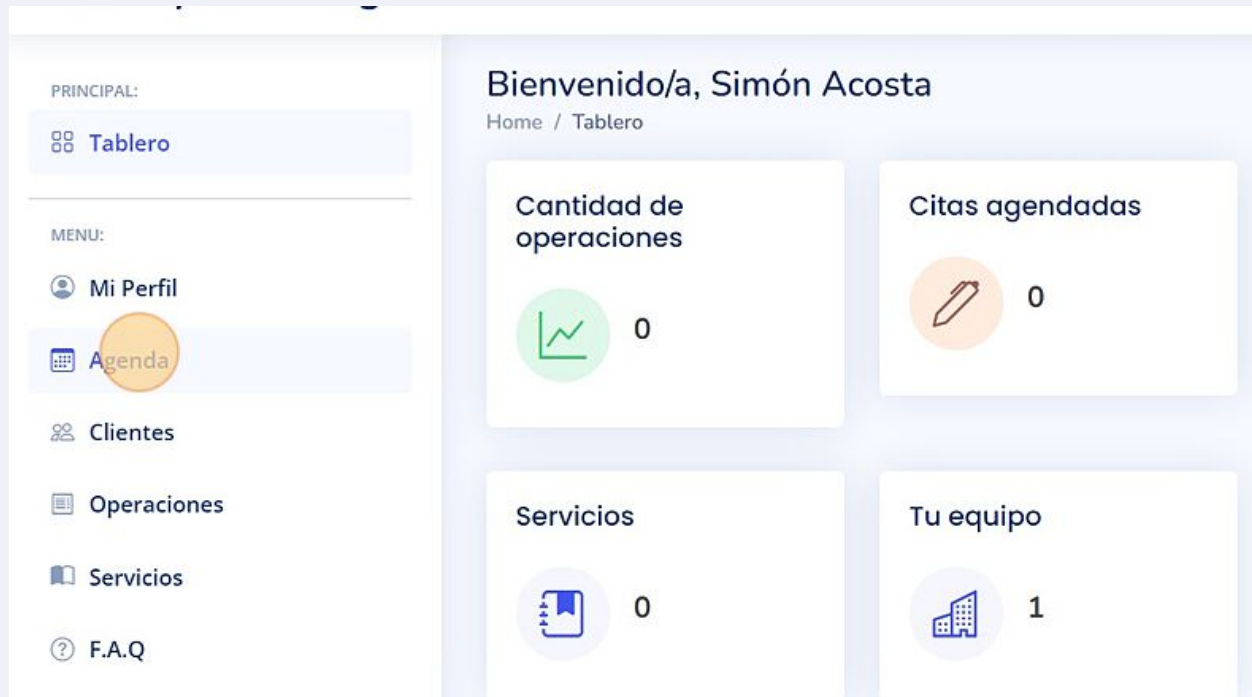 PRINCIPAL:
Tablero
MENU:
Mi Perfil
Agenda
Clientes
Operaciones
Servicios
F.A.Q
Bienvenido/a, Simón Acosta
Home / Tablero
Cantidad de
operaciones
0
Citas agendadas
0
Servicios
0
Tu equipo
1